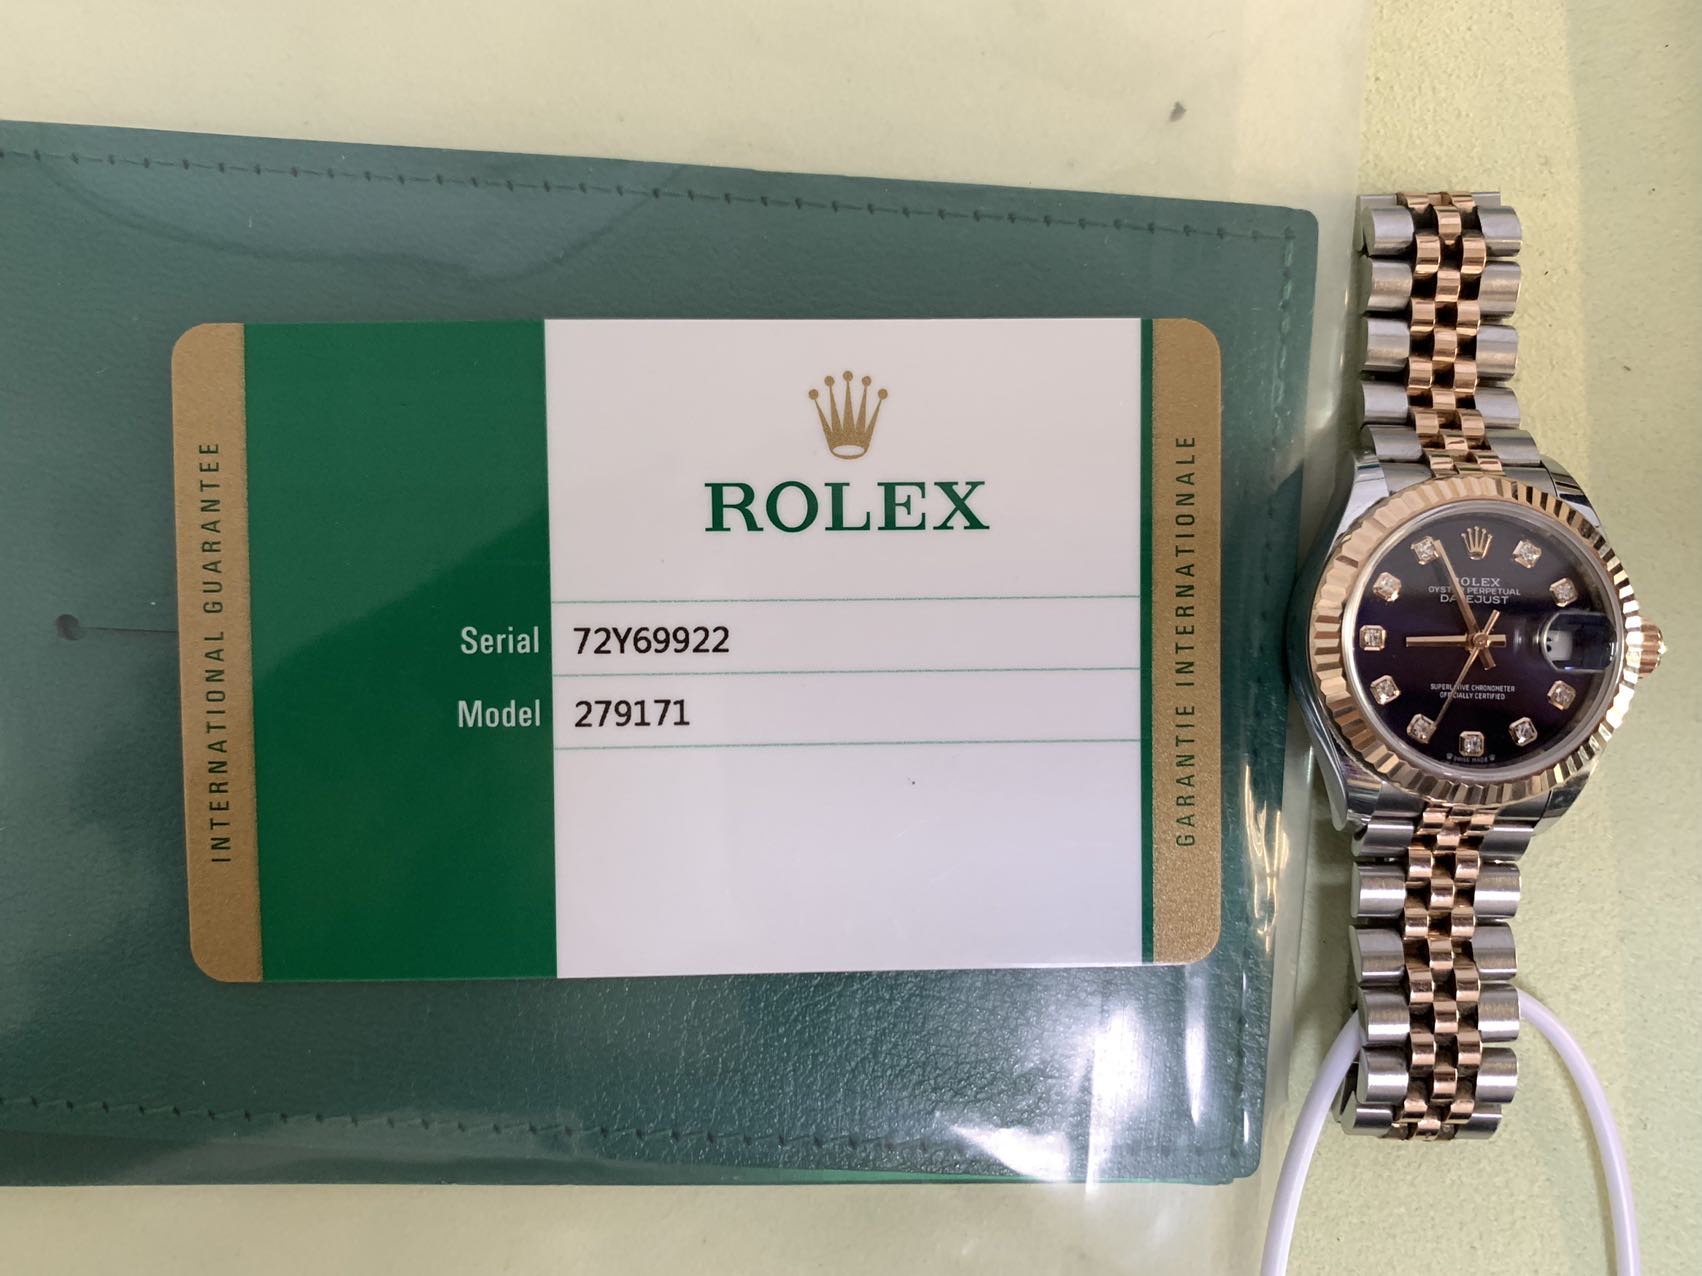 INTERNATIONAL GUARANTEE
ROLEX
Serial 72Y69922
Model 279171
GARANTIE INTERNATIONALE
ROLEX
OYSTER PERPETUAL
DATEJUST
SUPERLATIVE CHRONOMETER
OFFICIALLY CERTIFIED
SWISS MADE